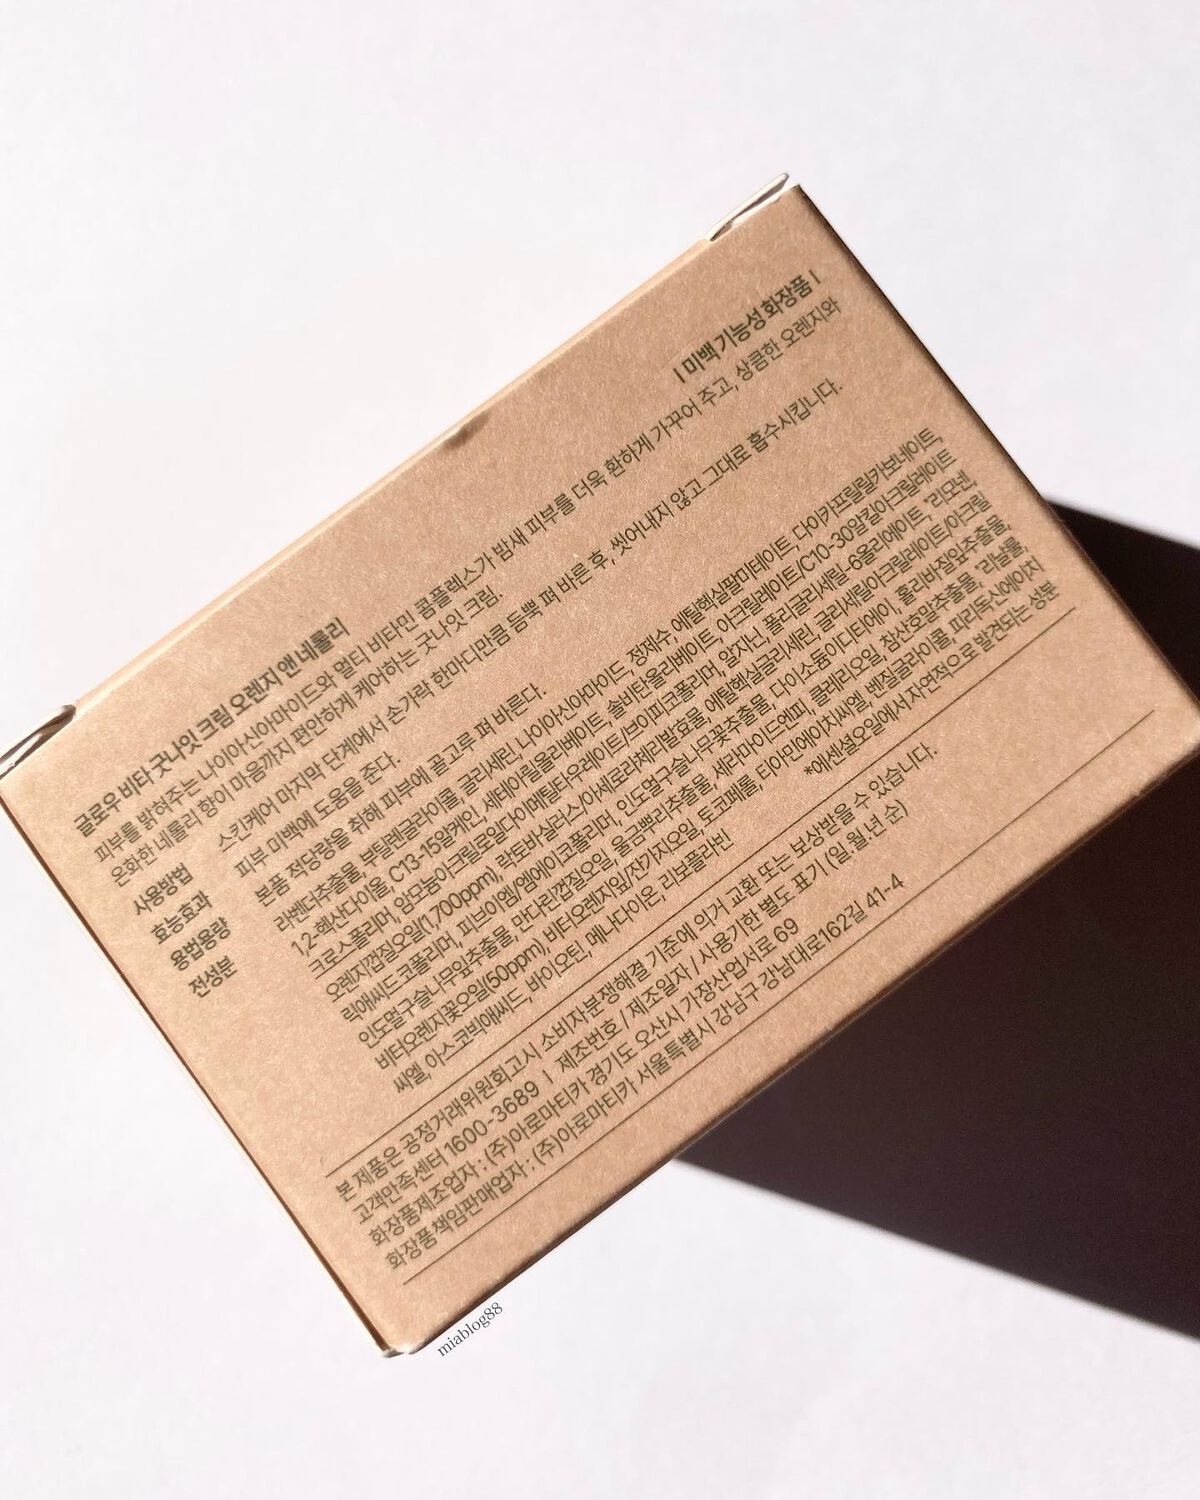 글로우 비타 굿나잇 크림 오렌지 앤 네롤리
| 미백 기능성 화장품 |
피부를 밝혀주는 나이아신아마이드와 멀티 비타민 콤플렉스가 밤새 피부를 더욱 환하게 가꾸어 주고, 상큼한 오렌지와
온화한 네롤리 향이 마음까지 편안하게 케어하는 굿나잇 크림.
사용방법 스킨케어 마지막 단계에서 손가락 한마디만큼 듬뿍 펴 바른 후, 씻어내지 않고 그대로 흡수시킵니다.
효능효과 피부 미백에 도움을 준다.
용법용량 본품 적당량을 취해 피부에 골고루 펴 바른다.
전성분 라벤더추출물, 부틸렌글라이콜, 글리세린, 나이아신아마이드, 정제수, 에틸헥실팔미테이트, 다이카프릴릴카보네이트,
1,2-헥산다이올, C13-15알케인, 세테아릴올리베이트, 솔비탄올리베이트, 아크릴레이트/C10-30알킬아크릴레이트
크로스폴리머, 암모늄아크릴로일다이메틸타우레이트/브이피코폴리머, 알지닌, 폴리글리세릴-6올리에이트, *리모넨,
오렌지껍질오일(1,700ppm), 락토바실러스/아세로라체리발효물, 에틸헥실글리세린, 글리세릴아크릴레이트/아크릴
릭애씨드코폴리머, 피브이엠/엠에이코폴리머, 인도멀구슬나무꽃추출물, 다이소듐이디티에이, 홀리바질잎추출물,
인도멀구슬나무잎추출물, 만다린껍질오일, 울금뿌리추출물, 세라마이드엔피, 클래리오일, 참산호말추출물, *리날룰,
비터오렌지꽃오일(50ppm), 비터오렌지잎/잔가지오일, 토코페롤, 티아민에이치씨엘, 벤질글라이콜, 피리독신에이치
씨엘, 아스코빅애씨드, 바이오틴, 메나다이온, 리보플라빈
*에센셜오일에서 자연적으로 발견되는 성분
본 제품은 공정거래위원회고시 소비자분쟁해결 기준에 의거 교환 또는 보상받을 수 있습니다.
고객만족센터 1600-3689 | 제조번호 / 제조일자 / 사용기한 별도 표기 (일. 월 년 순)
화장품제조업자 : (주)아로마티카 경기도 오산시 가장산업서로 69
화장품책임판매업자 : (주)아로마티카 서울특별시 강남구 강남대로162길 41-4
miablog88